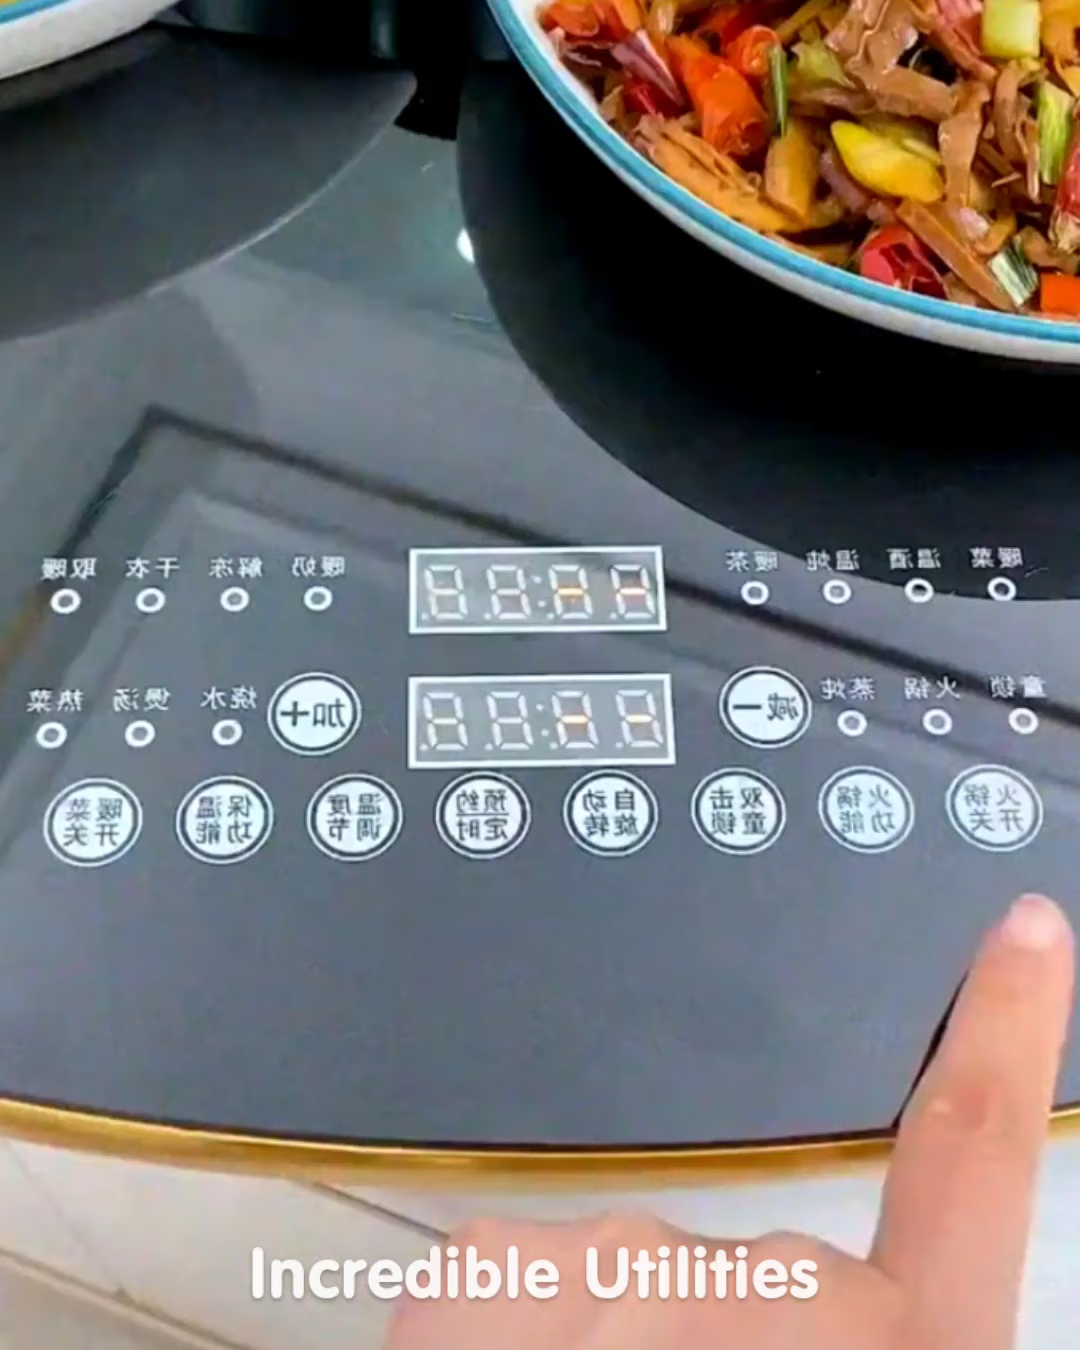 暖菜 温酒 温炖 暖茶 暖奶 解冻 干衣 取暖
童锁 火锅 蒸炖 减一 加+ 烧水 煲汤 热菜
火锅开关
火锅功能
双击童锁
自动旋转
预约定时
温度调节
保温功能
暖菜开关
Incredible Utilities